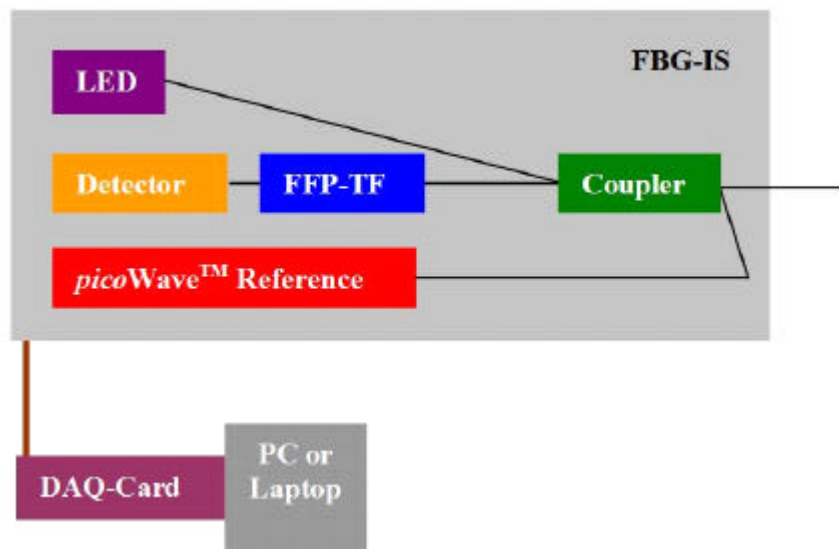 FBG-IS
LED
Detector
FFP-TF
Coupler
picoWave™ Reference
DAQ-Card
PC or
Laptop